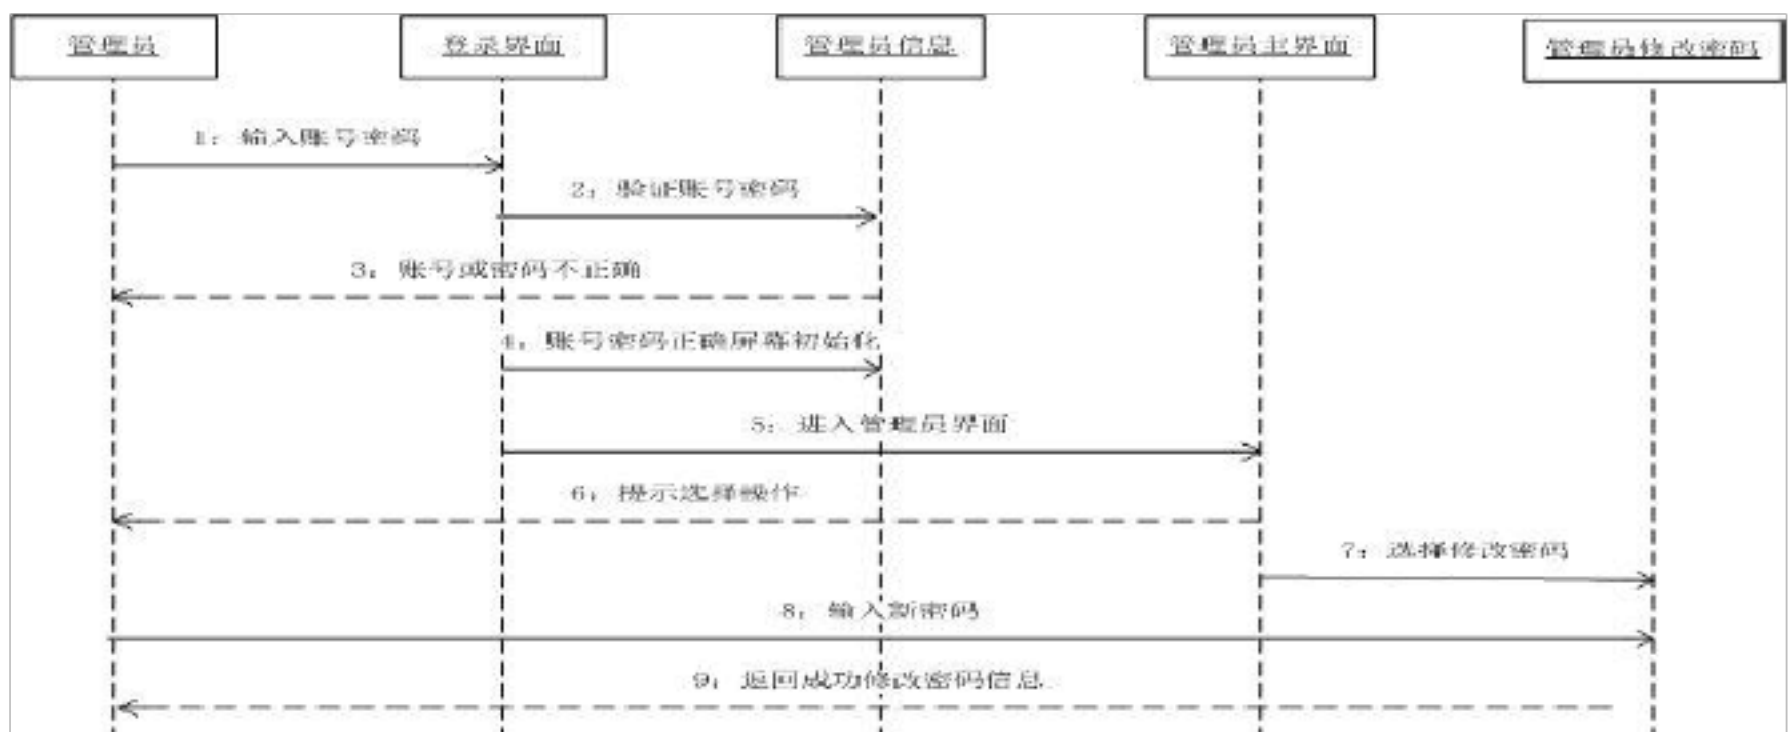 管理员
登录界面
管理员信息
管理员主界面
管理员修改密码
1：输入账号密码
2：验证账号密码
3：账号或密码不正确
4：账号密码正确屏幕初始化
5：进入管理员界面
6：提示选择操作
7：选择修改密码
8：输入新密码
9：返回成功修改密码信息